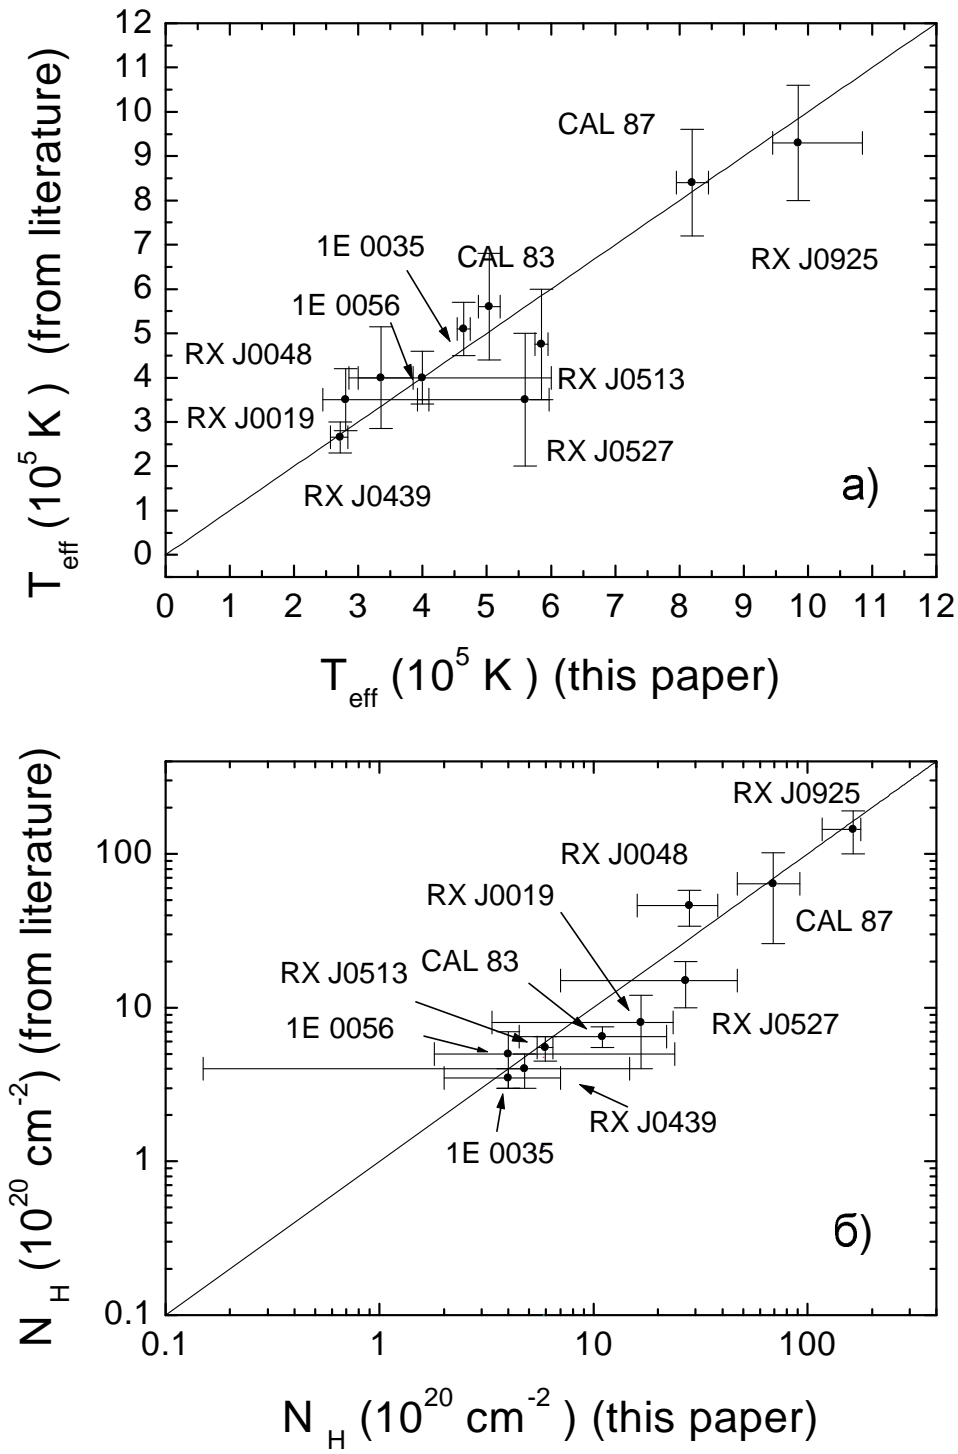 12
11
10
9
8
7
6
5
4
3
2
1
0
T_eff (10^5 K) (from literature)
CAL 87
1E 0035
CAL 83
RX J0925
1E 0056
RX J0048
RX J0513
RX J0019
RX J0527
RX J0439
а)
0 1 2 3 4 5 6 7 8 9 10 11 12
T_eff (10^5 K ) (this paper)
100
10
1
0.1
N_H (10^20 cm^-2) (from literature)
RX J0925
RX J0048
RX J0019
CAL 87
CAL 83
RX J0513
RX J0527
1E 0056
RX J0439
1E 0035
б)
0.1 1 10 100
N_H (10^20 cm^-2 ) (this paper)